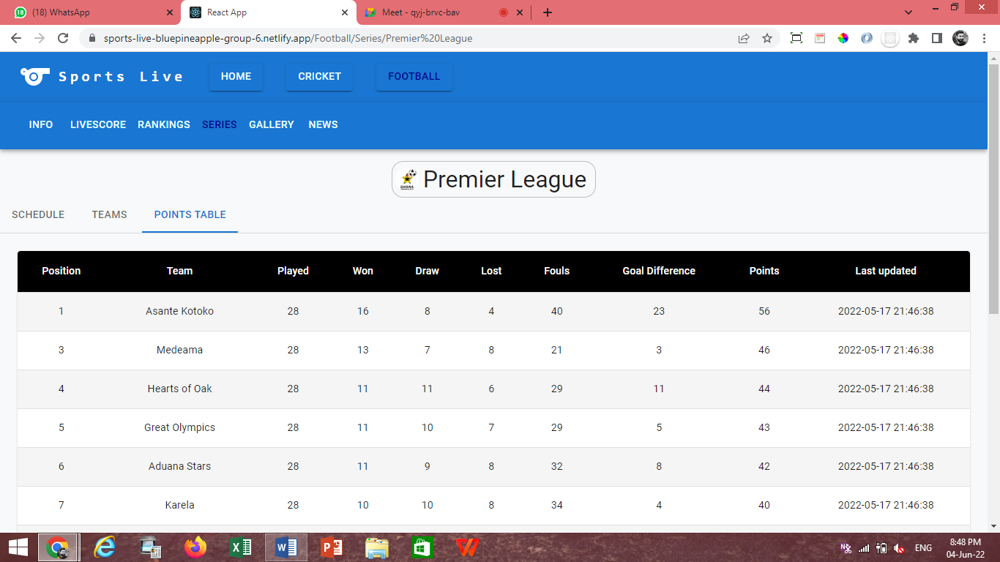 (18) WhatsApp React App Meet - qyj-brvc-bav
sports-live-bluepineapple-group-6.netlify.app/Football/Series/Premier%20League
Sports Live HOME CRICKET FOOTBALL
INFO LIVESCORE RANKINGS SERIES GALLERY NEWS
GHANA Premier League
SCHEDULE TEAMS POINTS TABLE
Position Team Played Won Draw Lost Fouls Goal Difference Points Last updated
1 Asante Kotoko 28 16 8 4 40 23 56 2022-05-17 21:46:38
3 Medeama 28 13 7 8 21 3 46 2022-05-17 21:46:38
4 Hearts of Oak 28 11 11 6 29 11 44 2022-05-17 21:46:38
5 Great Olympics 28 11 10 7 29 5 43 2022-05-17 21:46:38
6 Aduana Stars 28 11 9 8 32 8 42 2022-05-17 21:46:38
7 Karela 28 10 10 8 34 4 40 2022-05-17 21:46:38
ENG 8:48 PM
04-Jun-22